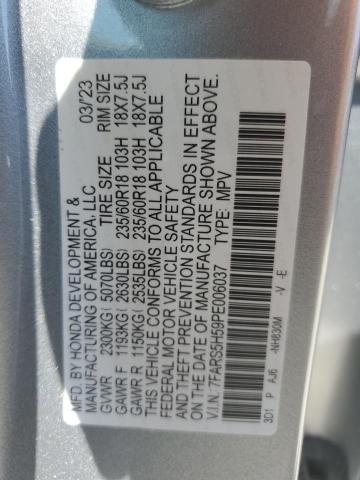 MFD. BY HONDA DEVELOPMENT & 03/'23
MANUFACTURING OF AMERICA, LLC
GVWR 2300KG (5070LBS) TIRE SIZE RIM SIZE
GAWR F 1193KG (2630LBS) 235/60R18 103H 18X7.5J
GAWR R 1150KG (2535LBS) 235/60R18 103H 18X7.5J
THIS VEHICLE CONFORMS TO ALL APPLICABLE
FEDERAL MOTOR VEHICLE SAFETY
AND THEFT PREVENTION STANDARDS IN EFFECT
ON THE DATE OF MANUFACTURE SHOWN ABOVE.
V.I.N. :7FARS5H59PE006037 TYPE: MPV
3D1 P AJ6 -NH830M -V -E